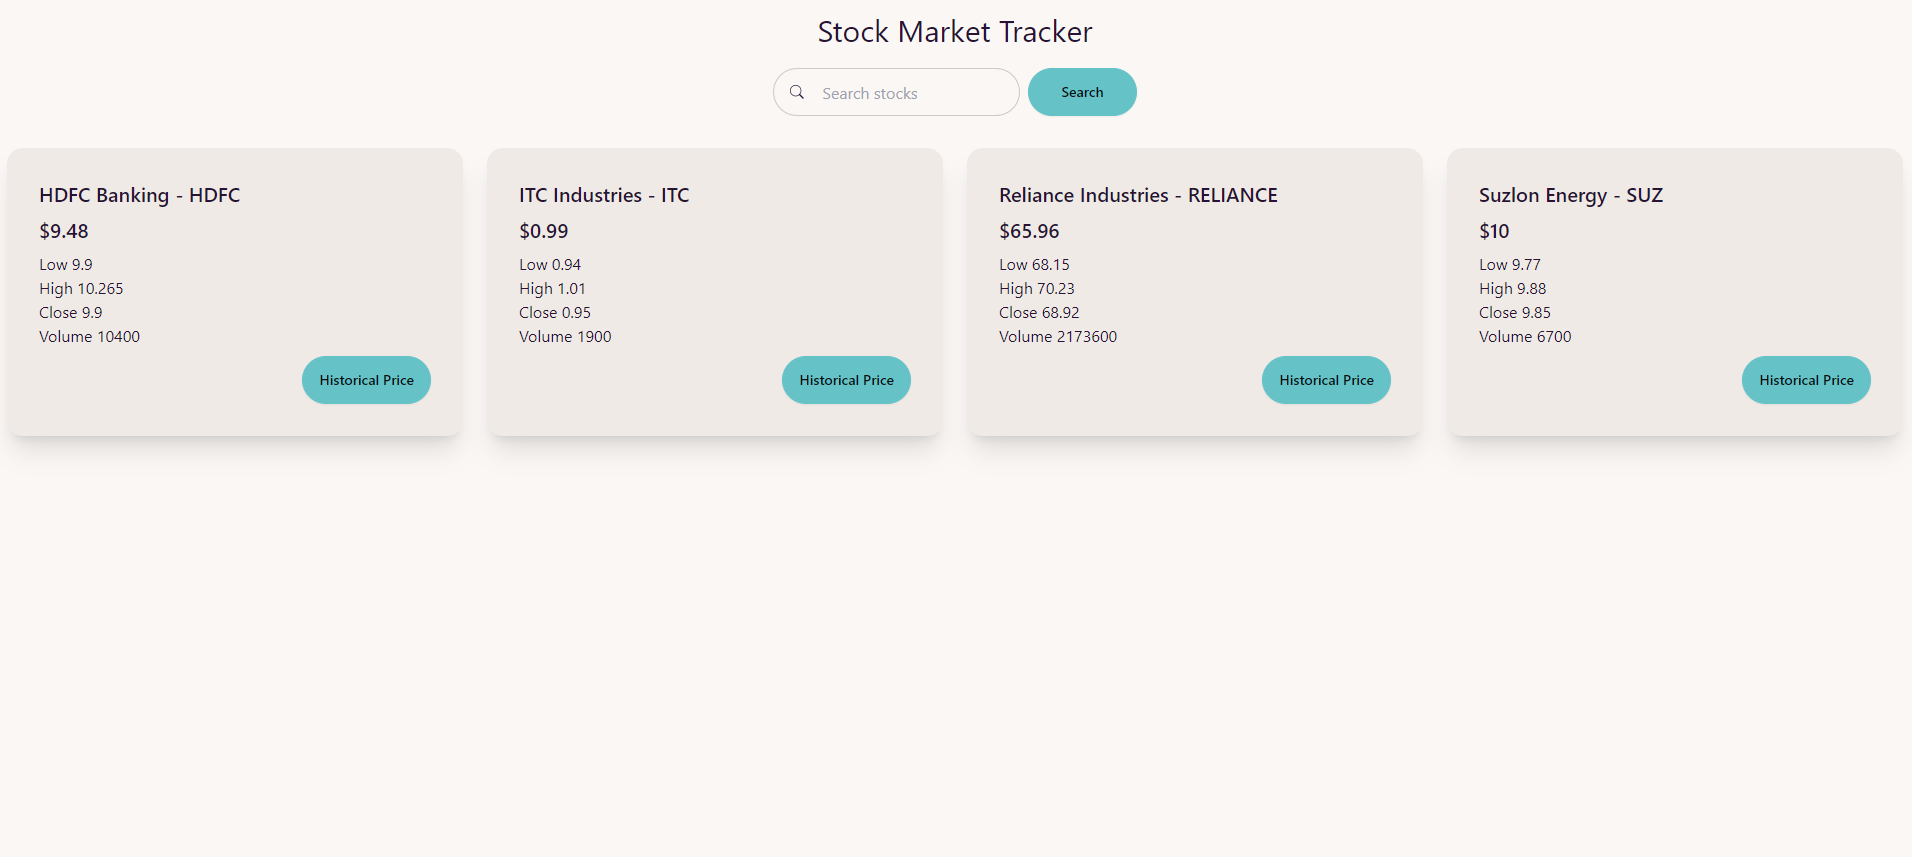 Stock Market Tracker
Search stocks
Search
HDFC Banking - HDFC
$9.48
Low 9.9
High 10.265
Close 9.9
Volume 10400
Historical Price
ITC Industries - ITC
$0.99
Low 0.94
High 1.01
Close 0.95
Volume 1900
Historical Price
Reliance Industries - RELIANCE
$65.96
Low 68.15
High 70.23
Close 68.92
Volume 2173600
Historical Price
Suzlon Energy - SUZ
$10
Low 9.77
High 9.88
Close 9.85
Volume 6700
Historical Price